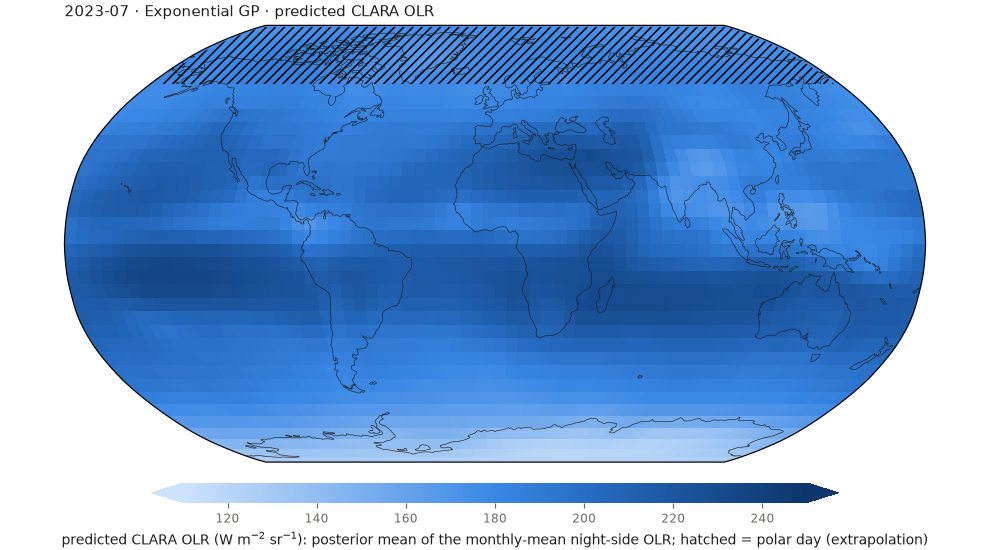 2023-07 · Exponential GP · predicted CLARA OLR
120 140 160 180 200 220 240
predicted CLARA OLR (W m⁻² sr⁻¹): posterior mean of the monthly-mean night-side OLR; hatched = polar day (extrapolation)